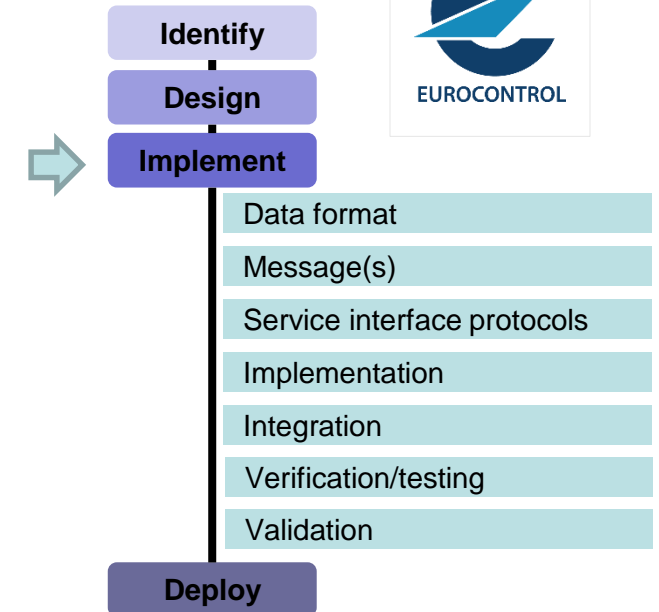 Identify
EUROCONTROL
Design
Implement
Data format
Message(s)
Service interface protocols
Implementation
Integration
Verification/testing
Validation
Deploy